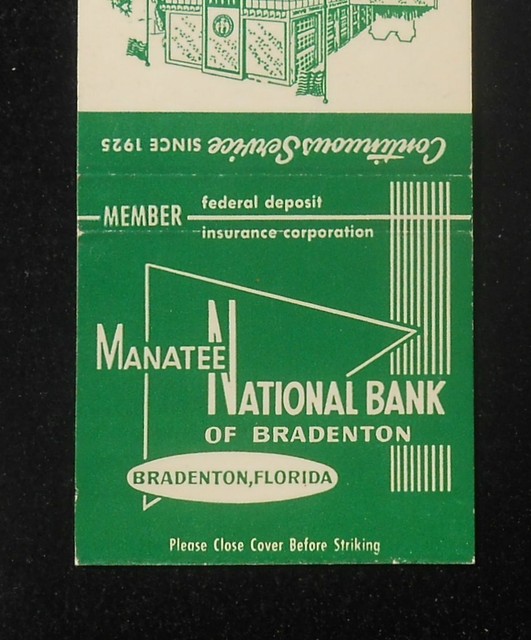 Continuous Service SINCE 1925
MEMBER federal deposit
insurance corporation
MANATEE
NATIONAL BANK
OF BRADENTON
BRADENTON, FLORIDA
Please Close Cover Before Striking